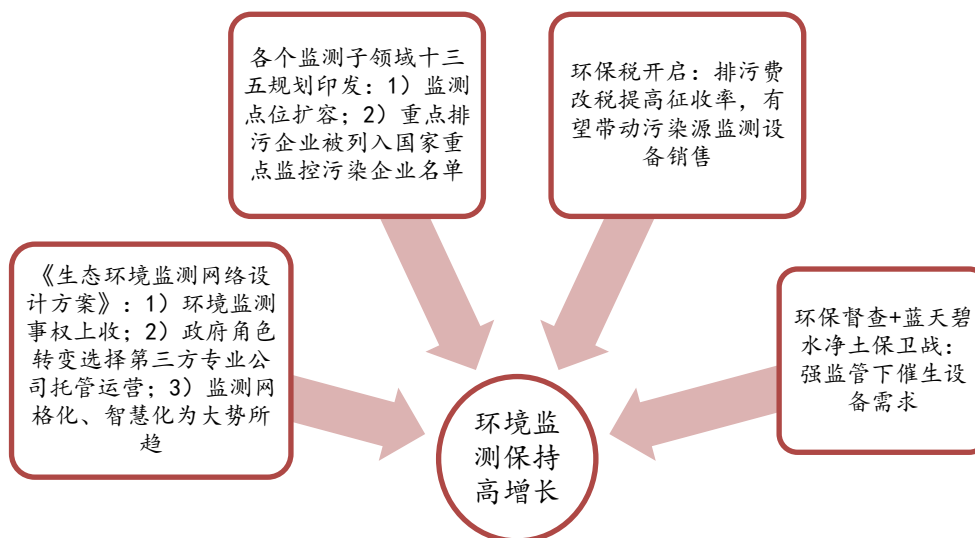 各个监测子领域十三
五规划印发：1）监测
点位扩容；2）重点排
污企业被列入国家重
点监控污染企业名单
环保税开启：排污费
改税提高征收率，有
望带动污染源监测设
备销售
《生态环境监测网络设
计方案》：1）环境监测
事权上收；2）政府角色
转变选择第三方专业公
司托管运营；3）监测网
格化、智慧化为大势所
趋
环保督查+蓝天碧
水净土保卫战：
强监管下催生设
备需求
环境监
测保持
高增长